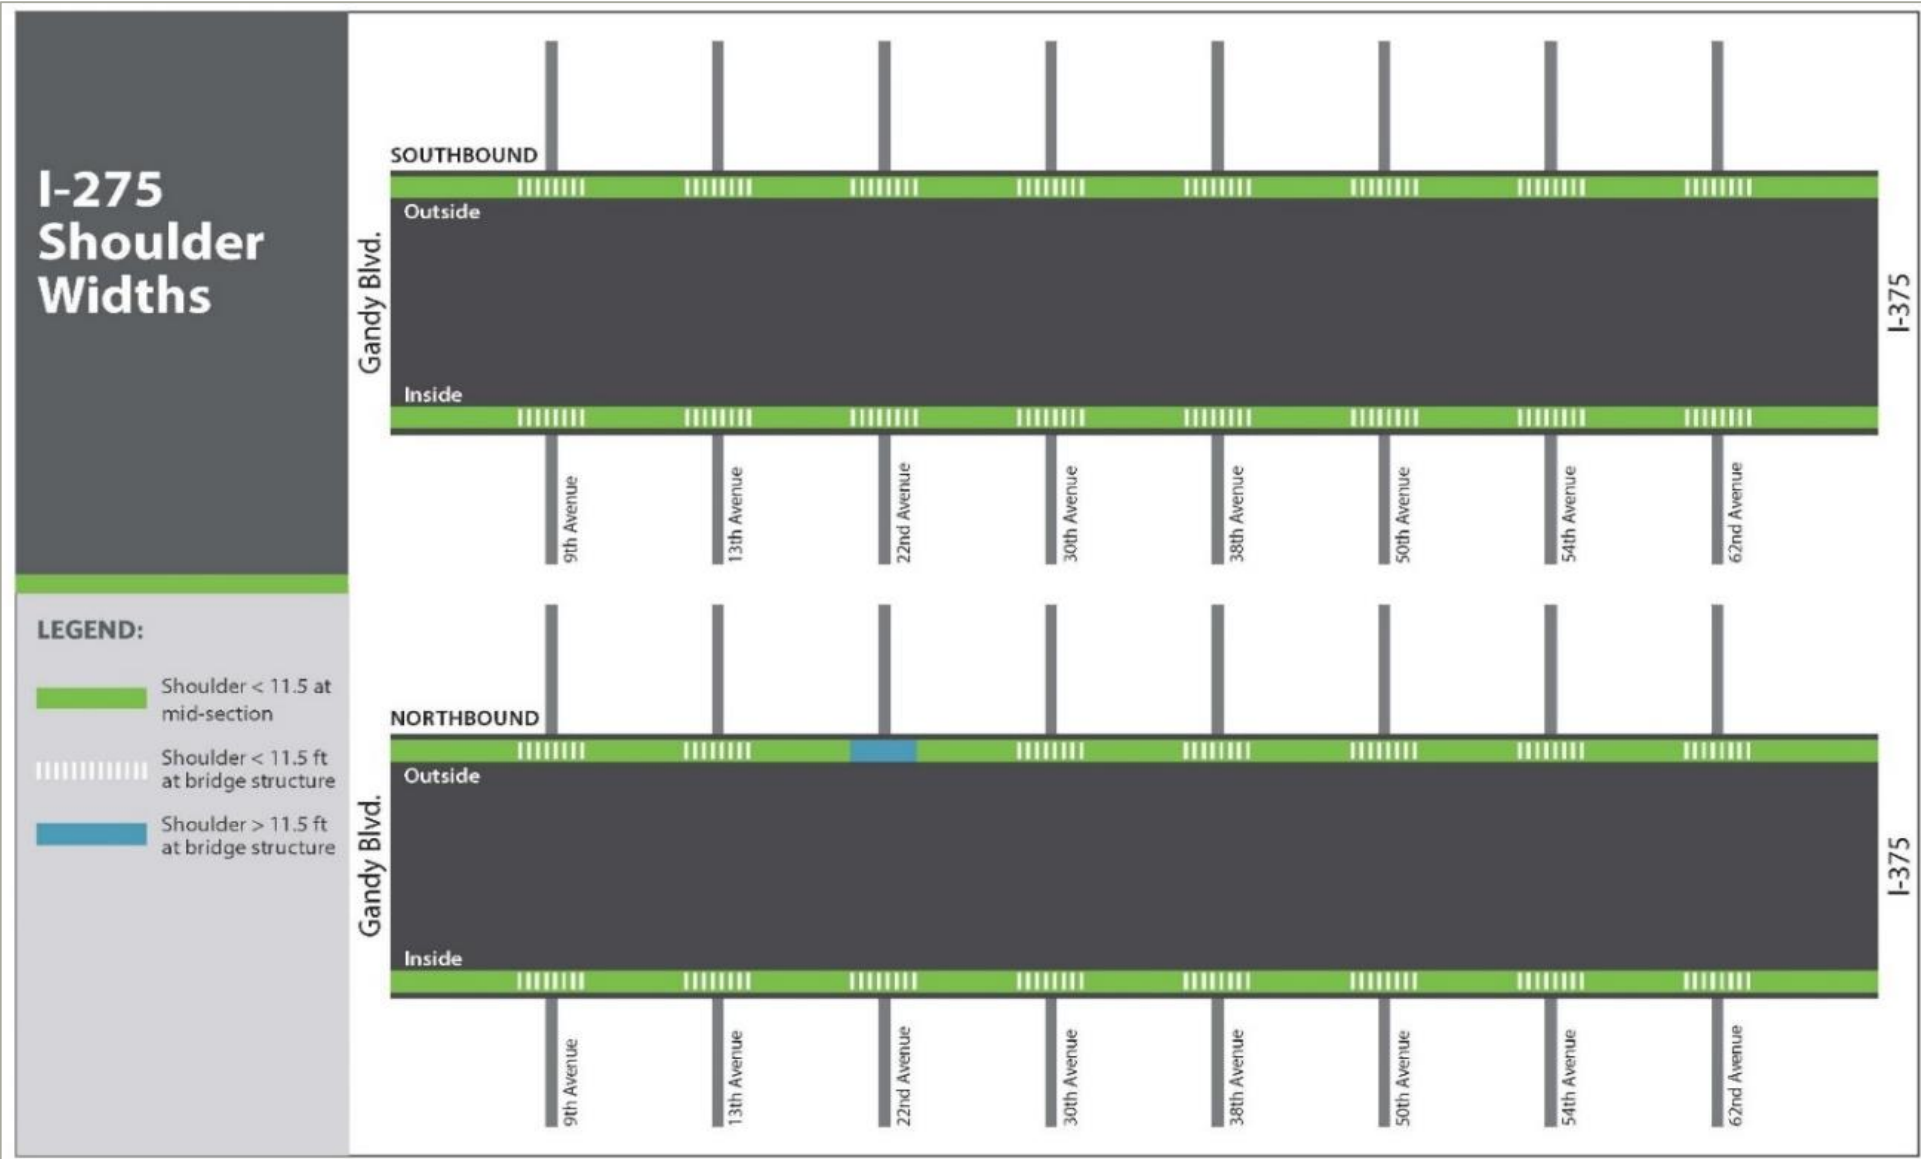 I-275
Shoulder
Widths
LEGEND:
Shoulder < 11.5 at
mid-section
Shoulder < 11.5 ft
at bridge structure
Shoulder > 11.5 ft
at bridge structure
SOUTHBOUND
Outside
Gandy Blvd.
I-375
Inside
9th Avenue
13th Avenue
22nd Avenue
30th Avenue
38th Avenue
50th Avenue
54th Avenue
62nd Avenue
NORTHBOUND
Outside
Gandy Blvd.
I-375
Inside
9th Avenue
13th Avenue
22nd Avenue
30th Avenue
38th Avenue
50th Avenue
54th Avenue
62nd Avenue